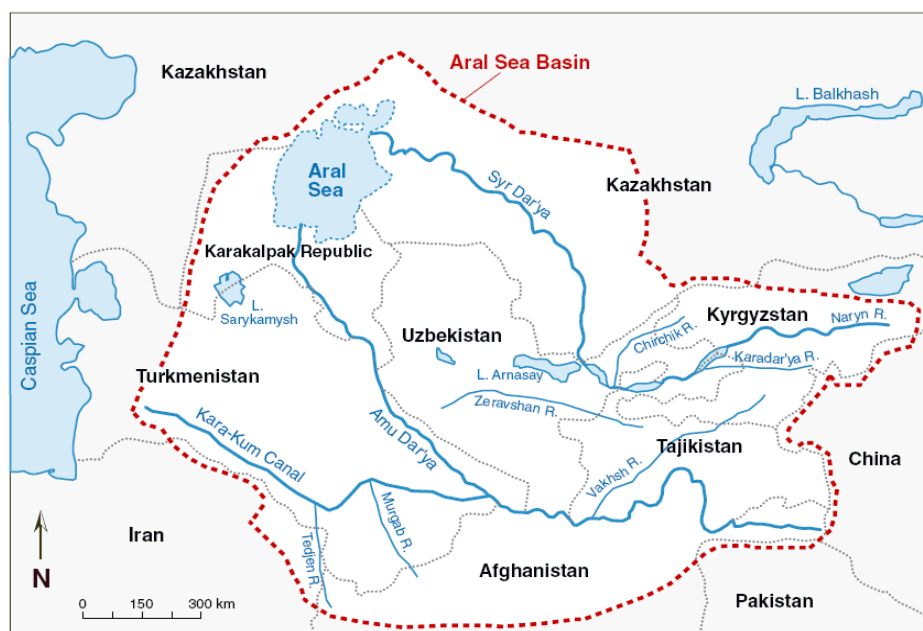 Kazakhstan
Aral Sea Basin
L. Balkhash
Aral
Sea
Syr Dar'ya
Kazakhstan
Karakalpak Republic
Caspian Sea
L.
Sarykamysh
Uzbekistan
Chirchik R.
Kyrgyzstan
Naryn R.
Karadar'ya R.
L. Arnasay
Turkmenistan
Zeravshan R.
Kara-Kum Canal
Amu Dar'ya
Vakhsh R.
Tajikistan
China
Iran
Tedjen R.
Murgab R.
Afghanistan
Pakistan
N
0 150 300 km